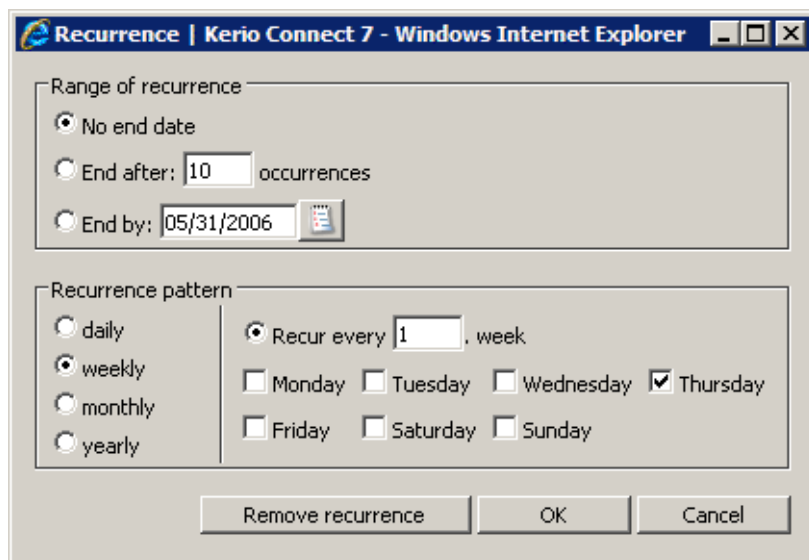 Recurrence | Kerio Connect 7 - Windows Internet Explorer
Range of recurrence
No end date
End after: 10 occurrences
End by: 05/31/2006
Recurrence pattern
daily
weekly
monthly
yearly
Recur every 1 . week
Monday Tuesday Wednesday Thursday
Friday Saturday Sunday
Remove recurrence OK Cancel